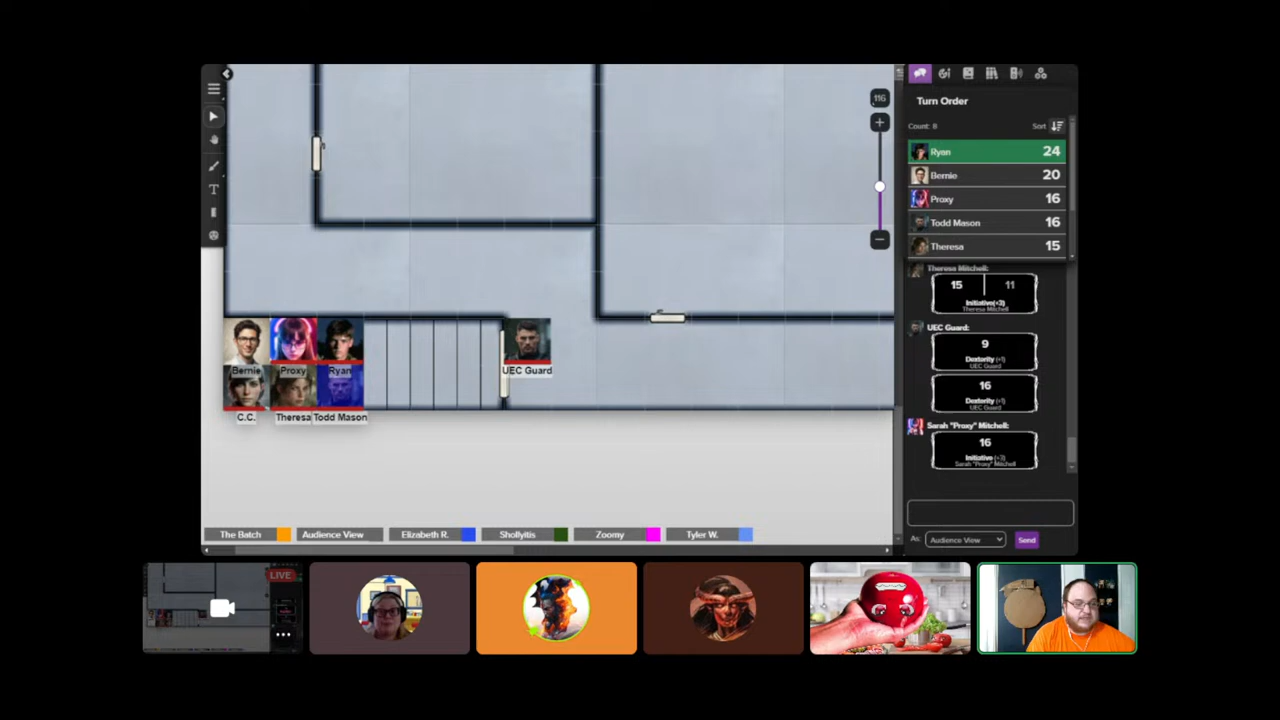 116
Turn Order
Count: 8
Sort
Ryan 24
Bernie 20
Proxy 16
Todd Mason 16
Theresa 15
Theresa Mitchell:
15 11
Initiative(+3)
Theresa Mitchell
UEC Guard:
9
Dexterity (+1)
UEC Guard
16
Dexterity (+1)
UEC Guard
Sarah "Proxy" Mitchell:
16
Initiative (+3)
Sarah "Proxy" Mitchell
Bernie
Proxy
Ryan
UEC Guard
C.C.
Theresa
Todd Mason
The Batch
Audience View
Elizabeth R.
Shollyitis
Zoomy
Tyler W.
As:
Audience View
Send
LIVE